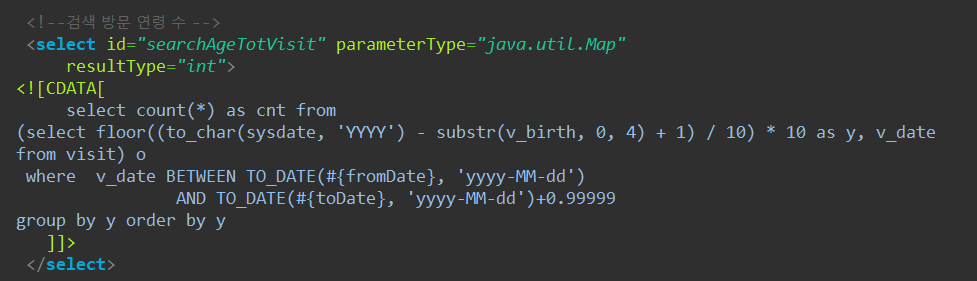 <!--검색 방문 연령 수 -->
<select id="searchAgeTotVisit" parameterType="java.util.Map"
resultType="int">
<![CDATA[
select count(*) as cnt from
(select floor((to_char(sysdate, 'YYYY') - substr(v_birth, 0, 4) + 1) / 10) * 10 as y, v_date
from visit) o
where  v_date BETWEEN TO_DATE(#{fromDate}, 'yyyy-MM-dd')
AND TO_DATE(#{toDate}, 'yyyy-MM-dd')+0.99999
group by y order by y
]]>
</select>